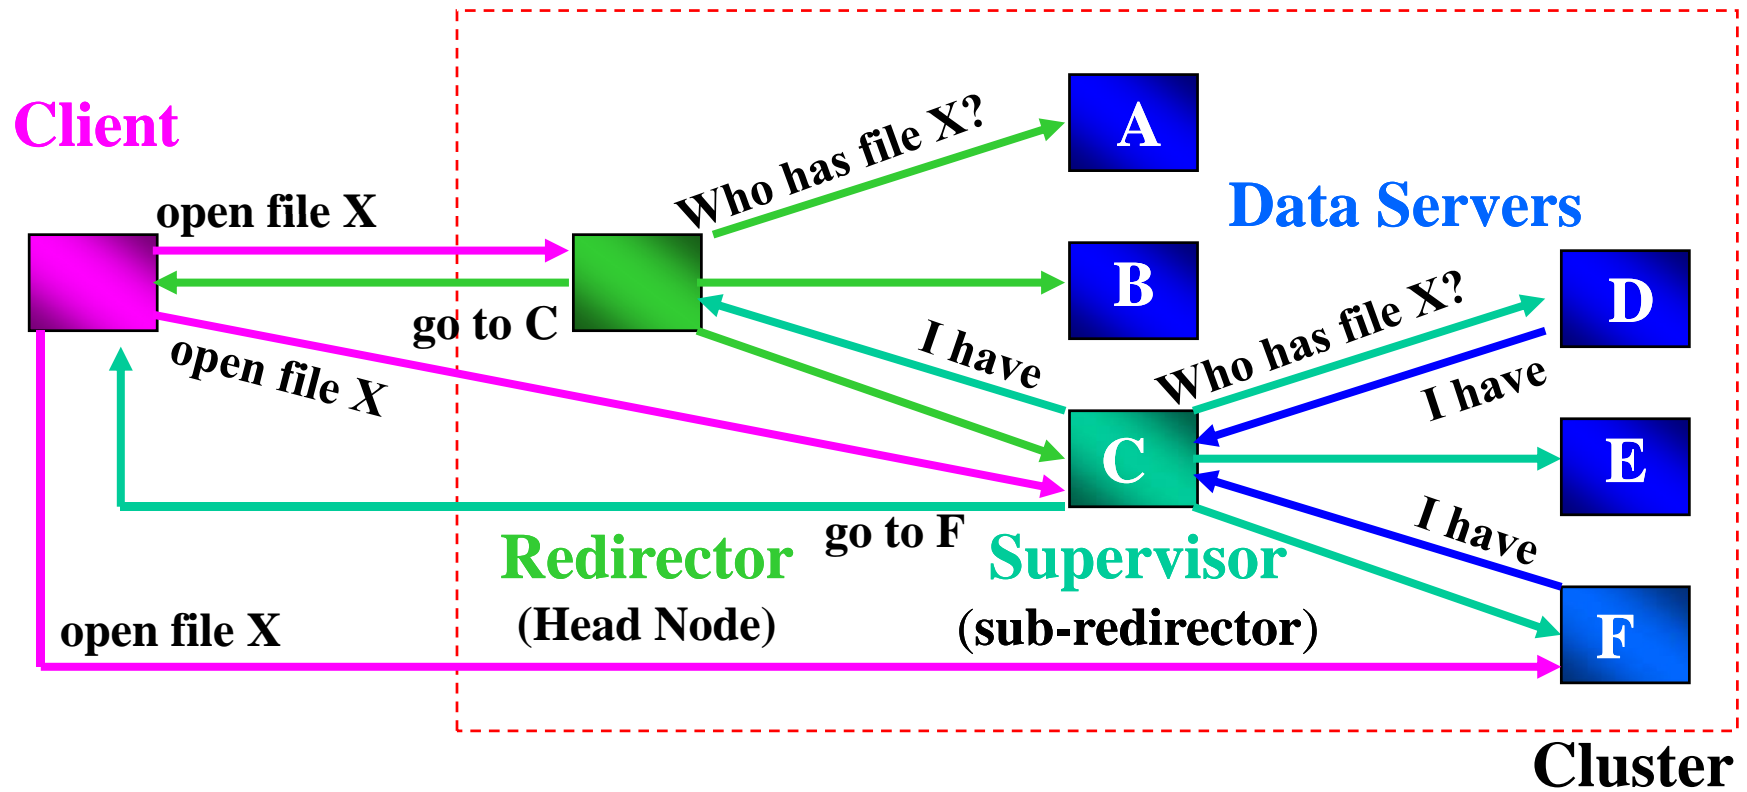 Client
open file X
go to C
open file X
Who has file X?
A
Data Servers
B
I have
Who has file X?
D
I have
C
E
I have
go to F
Redirector
(Head Node)
Supervisor
(sub-redirector)
F
open file X
Cluster